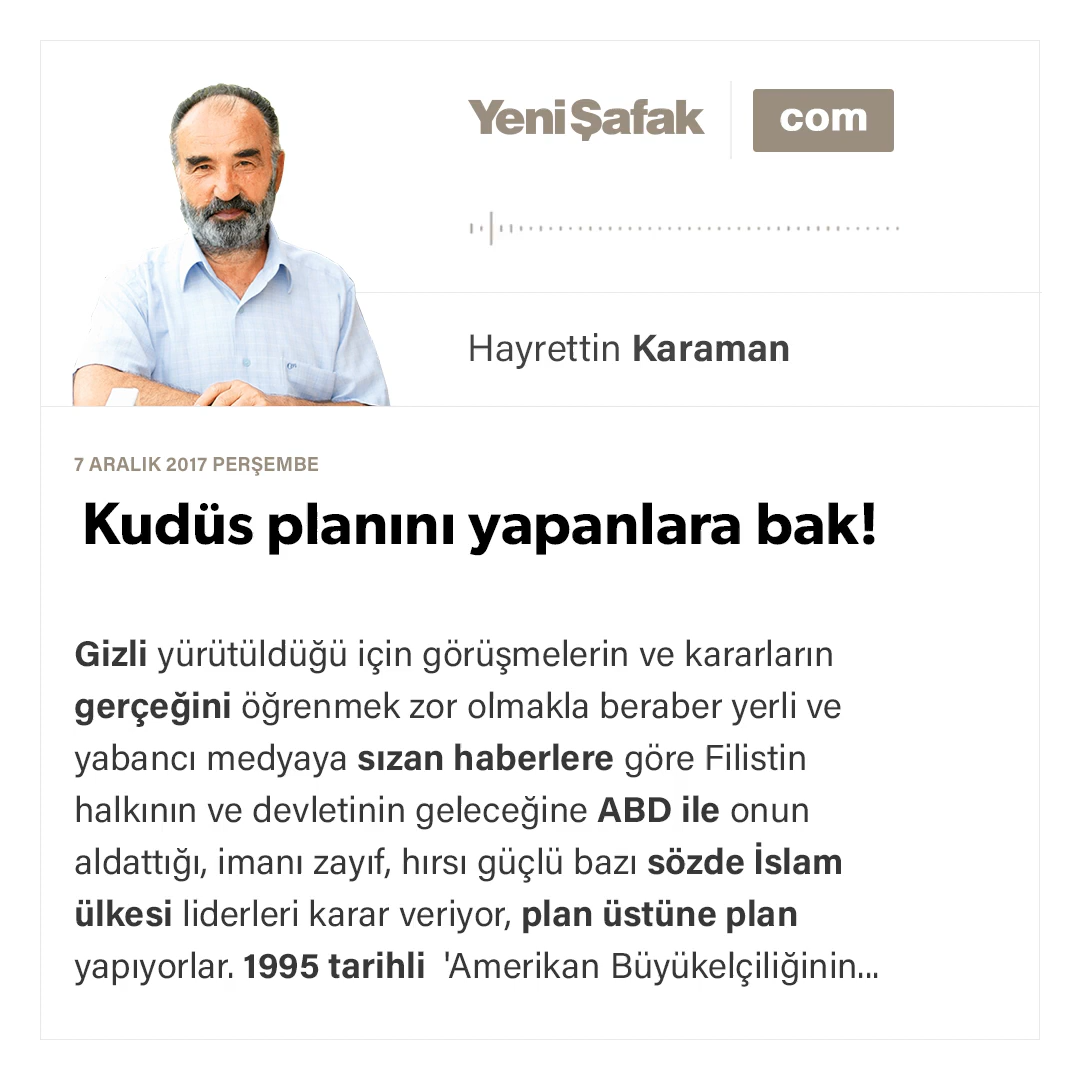 YeniŞafak com
Hayrettin Karaman
7 ARALIK 2017 PERŞEMBE
Kudüs planını yapanlara bak!
Gizli yürütüldüğü için görüşmelerin ve kararların
gerçeğini öğrenmek zor olmakla beraber yerli ve
yabancı medyaya sızan haberlere göre Filistin
halkının ve devletinin geleceğine ABD ile onun
aldattığı, imanı zayıf, hırsı güçlü bazı sözde İslam
ülkesi liderleri karar veriyor, plan üstüne plan
yapıyorlar. 1995 tarihli 'Amerikan Büyükelçiliğinin...